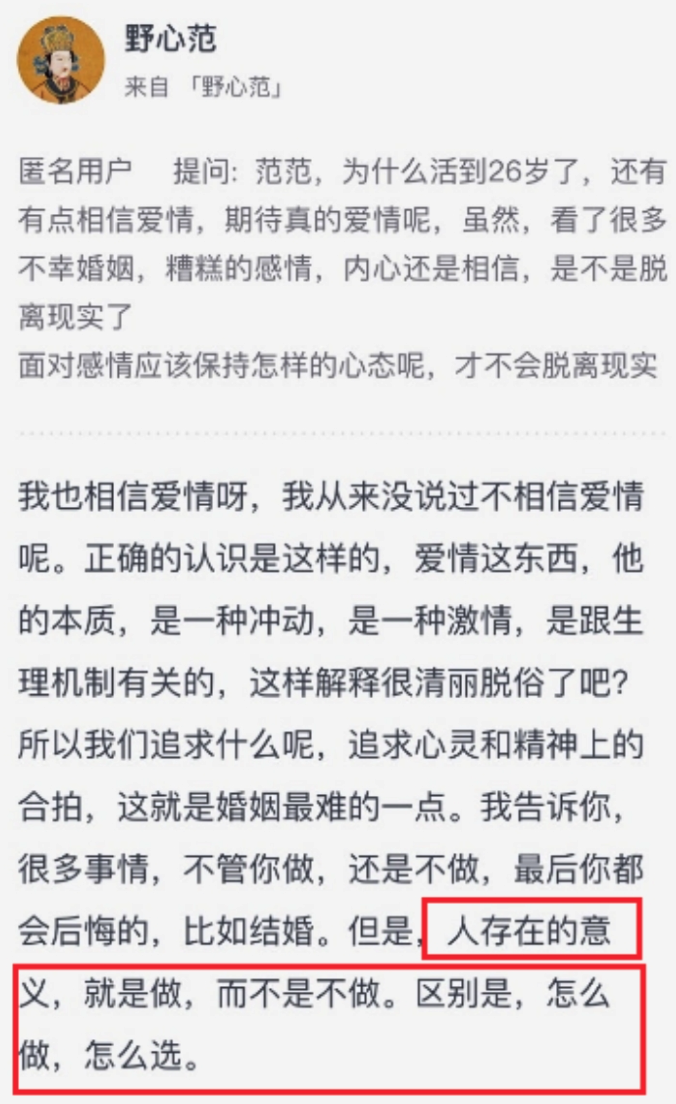 野心范
来自 「野心范」
匿名用户 提问: 范范，为什么活到26岁了，还有
有点相信爱情，期待真的爱情呢，虽然，看了很多
不幸婚姻，糟糕的感情，内心还是相信，是不是脱
离现实了
面对感情应该保持怎样的心态呢，才不会脱离现实
我也相信爱情呀，我从来没说过不相信爱情
呢。正确的认识是这样的，爱情这东西，他
的本质，是一种冲动，是一种激情，是跟生
理机制有关的，这样解释很清丽脱俗了吧？
所以我们追求什么呢，追求心灵和精神上的
合拍，这就是婚姻最难的一点。我告诉你，
很多事情，不管你做，还是不做，最后你都
会后悔的，比如结婚。但是，人存在的意
义，就是做，而不是不做。区别是，怎么
做，怎么选。